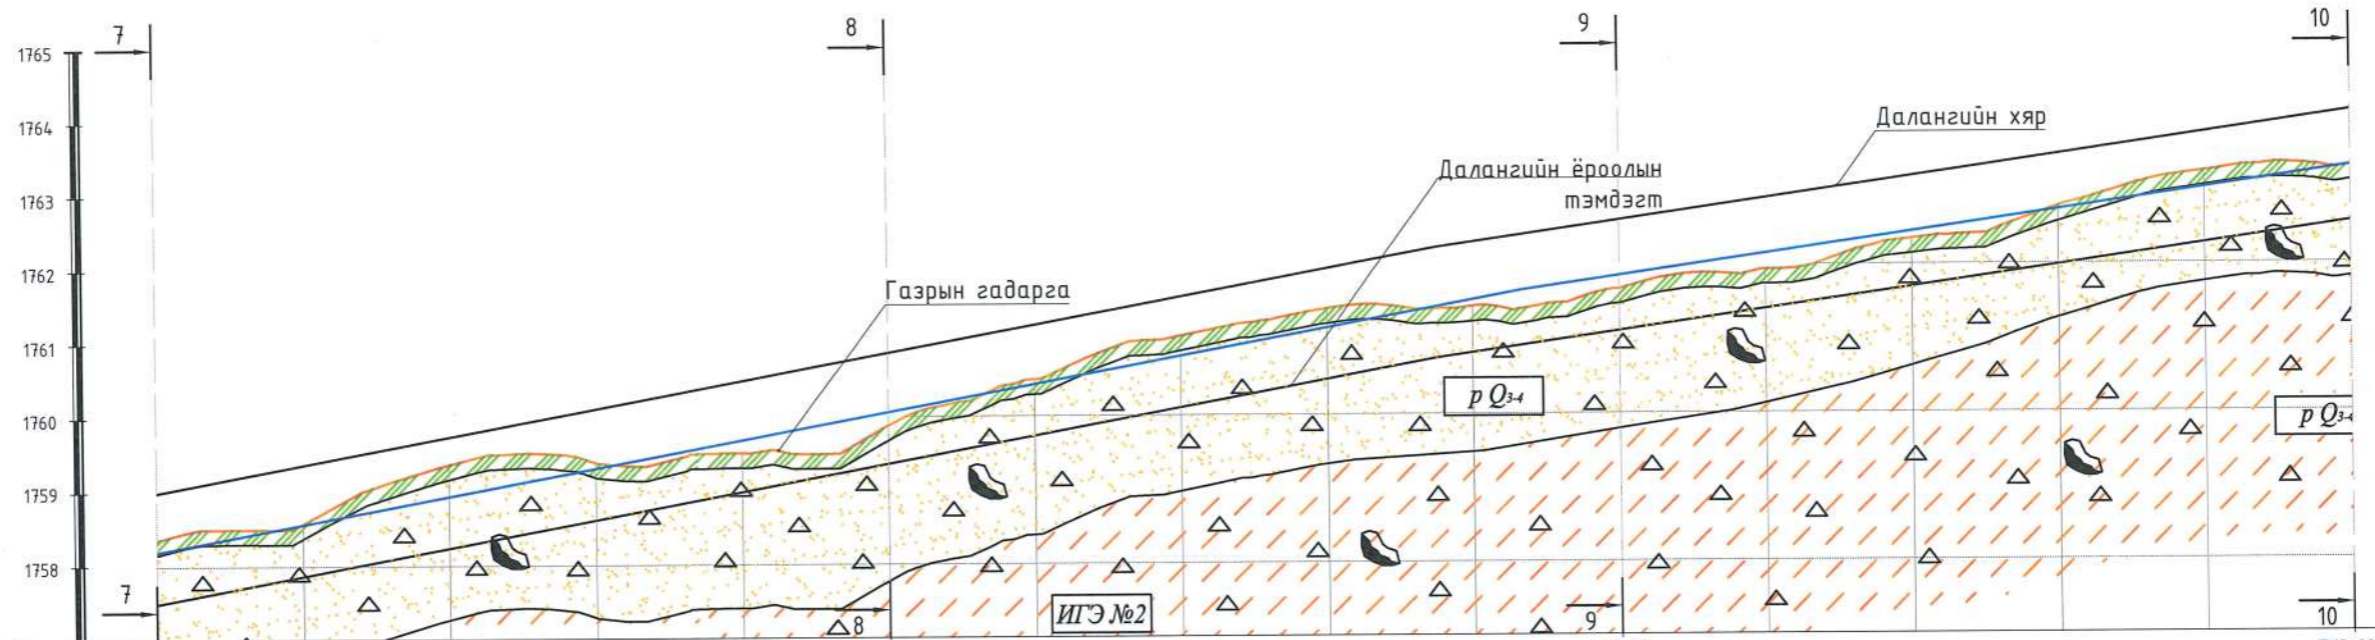 7
8
9
10
1765
1764
1763
1762
1761
1760
1759
1758
Далангийн хяр
Далангийн ёроолын
тэмдэгт
Газрын гадарга
p Q3-4
p Q3-4
ИГЭ №2
7
8
9
10